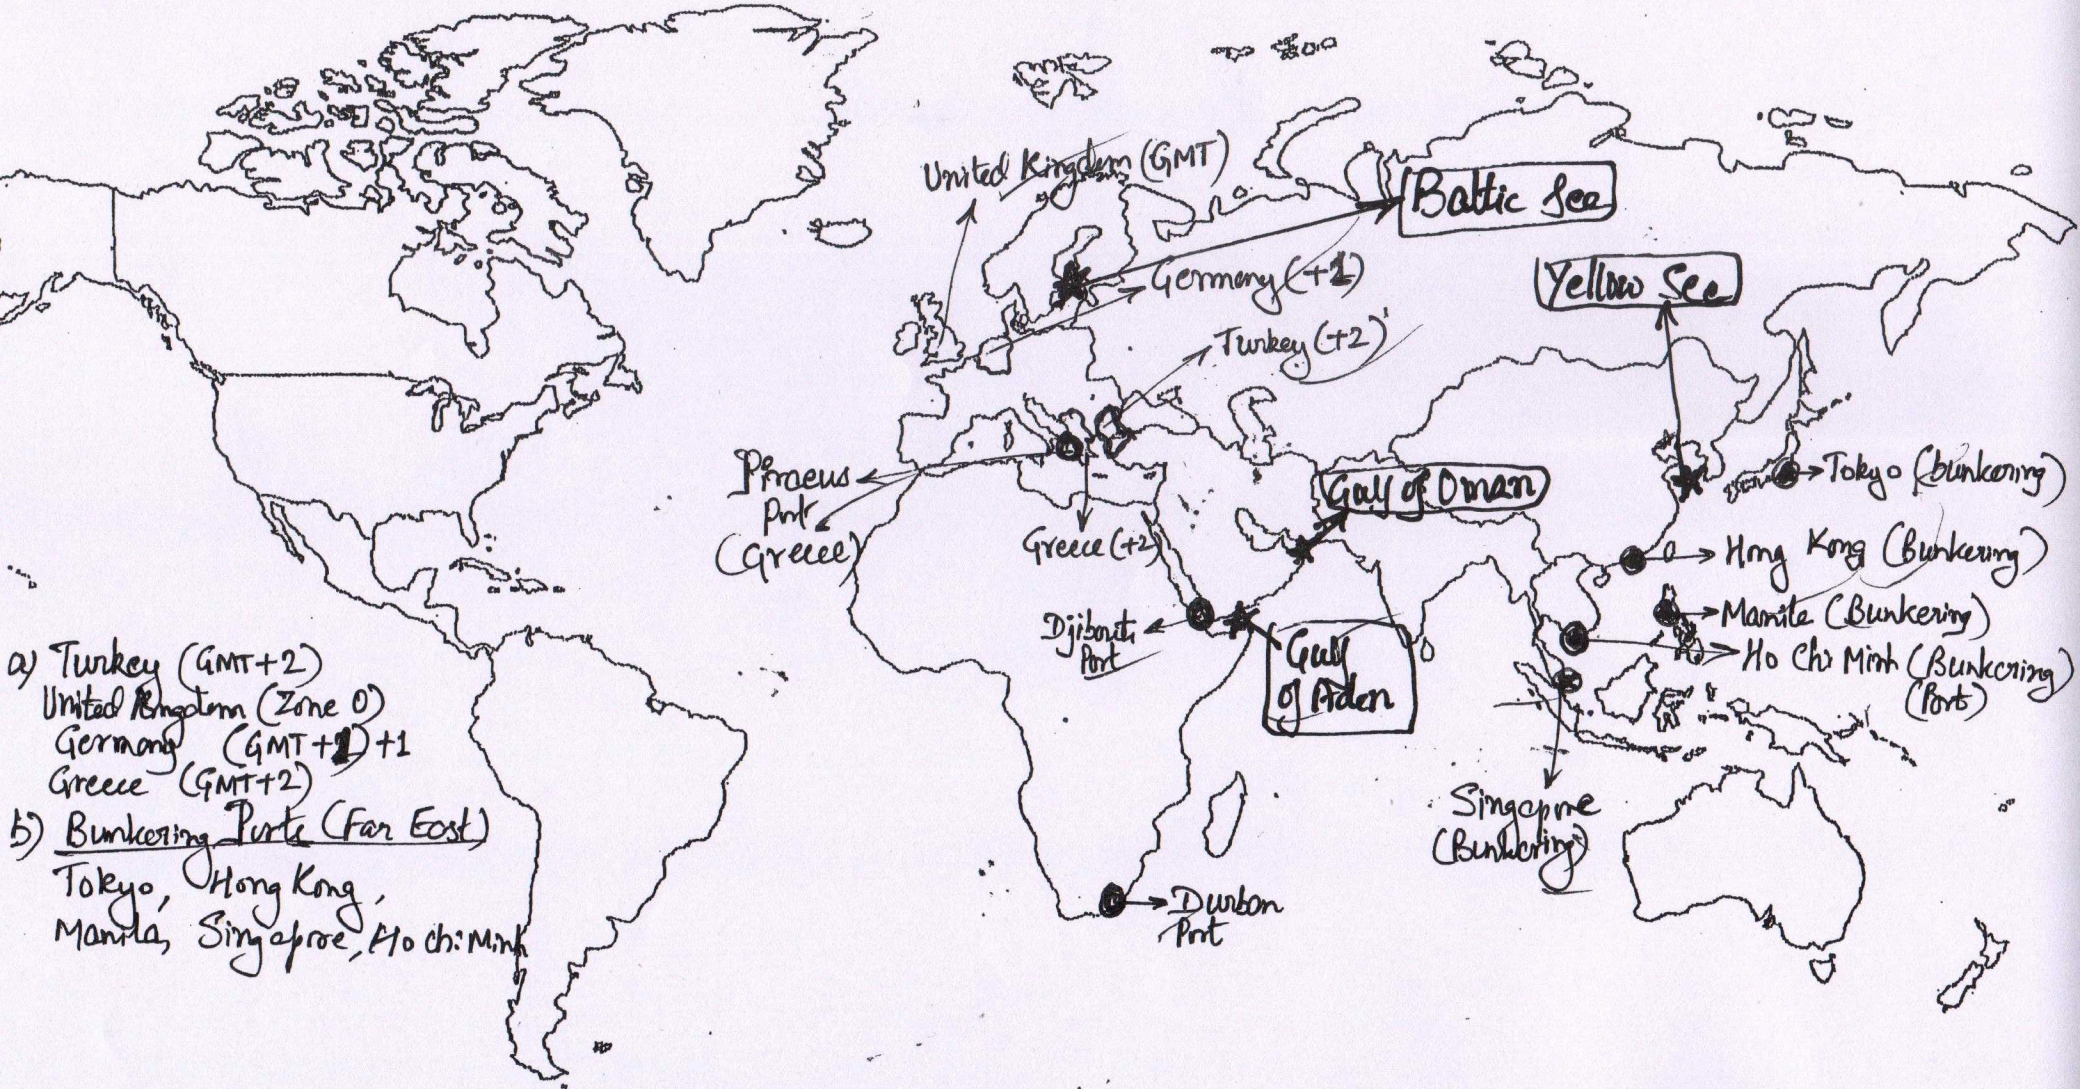 United Kingdom (GMT)
Baltic See
Germany (+1)
Yellow See
Turkey (+2)
Piraeus
Port
(Greece)
Greece (+2)
Gulf of Oman
Tokyo (bunkering)
Hong Kong (Bunkering)
Manila (Bunkering)
Ho Chi Minh (Bunkering)
(Port)
Djibouti
Port
Gulf
of Aden
Singapore
(Bunkering)
Durban
Port
a) Turkey (GMT+2)
United Kingdom (Zone 0)
Germany (GMT+1)+1
Greece (GMT+2)
b) Bunkering Ports (Far East)
Tokyo, Hong Kong,
Manila, Singapore, Ho Chi Minh